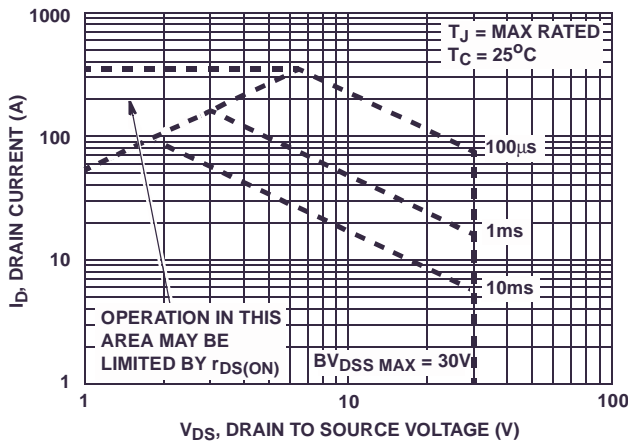 1000
T_J = MAX RATED
T_C = 25°C
100
100µs
I_D, DRAIN CURRENT (A)
1ms
10
10ms
OPERATION IN THIS
AREA MAY BE
LIMITED BY r_DS(ON)
BV_DSS MAX = 30V
1
1
10
100
V_DS, DRAIN TO SOURCE VOLTAGE (V)